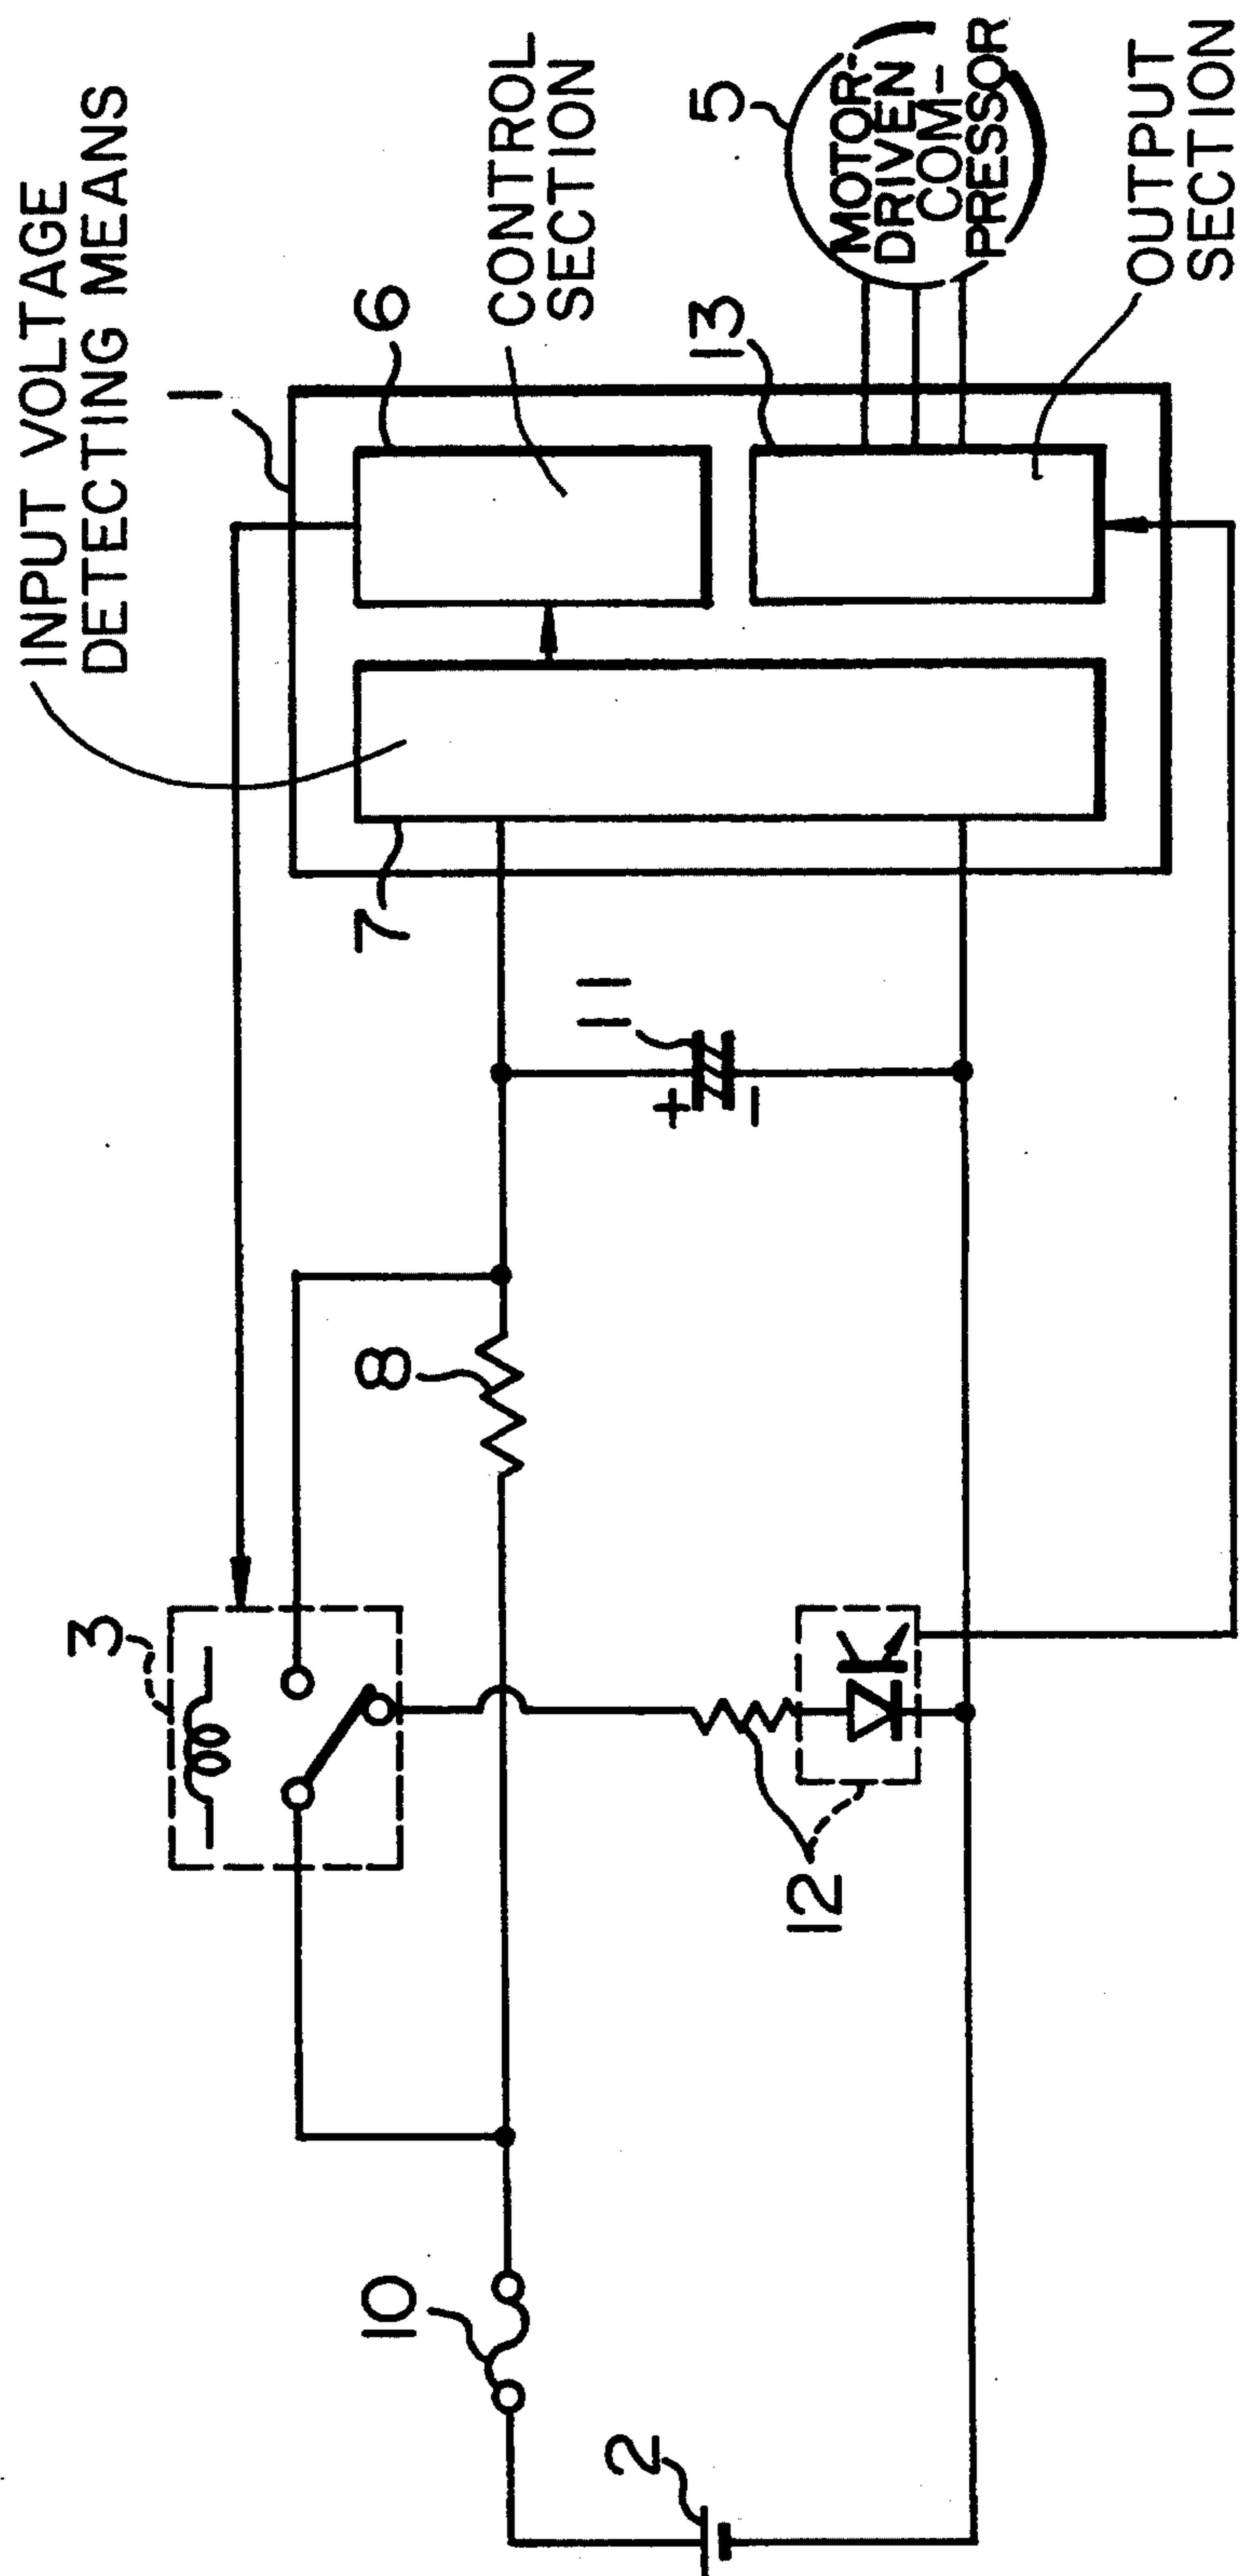 INPUT VOLTAGE
DETECTING MEANS
1
6
CONTROL
SECTION
5
MOTOR-
DRIVEN
COM-
PRESSOR
13
OUTPUT
SECTION
7
11
+
−
8
3
12
10
2